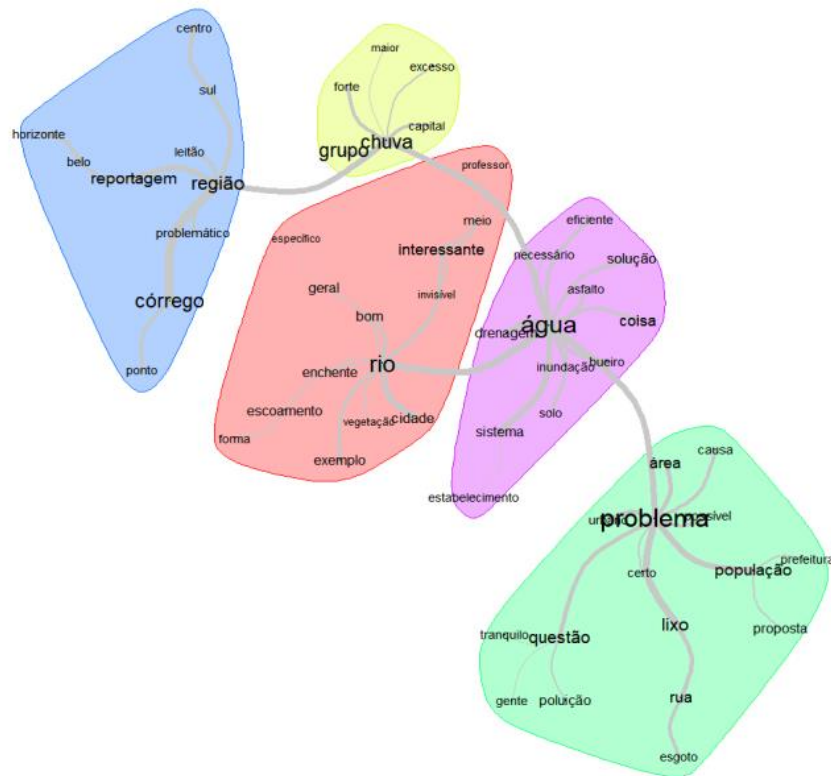 centro
sul
horizonte
belo
leitão
reportagem
região
problemático
córrego
ponto
maior
excesso
forte
capital
grupo
chuva
professor
específico
meio
interessante
geral
invisível
bom
rio
enchente
escoamento
vegetação
cidade
forma
exemplo
eficiente
necessário
solução
asfalto
água
coisa
drenagem
inundação
bueiro
solo
sistema
estabelecimento
área
causa
problema
certo
prefeitura
população
tranquilo
questão
lixo
proposta
gente
poluição
rua
esgoto